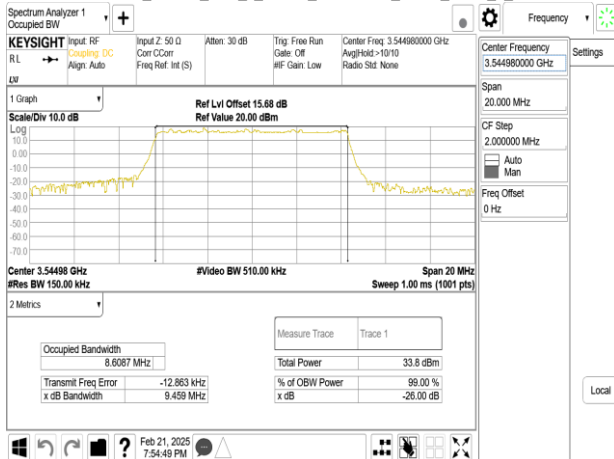 Spectrum Analyzer 1
Occupied BW
+
Frequency
KEYSIGHT
RL
Input: RF
Coupling: DC
Align: Auto
Input Z: 50 Ω
Corr CCorr
Freq Ref: Int (S)
Atten: 30 dB
Trig: Free Run
Gate: Off
#IF Gain: Low
Center Freq: 3.544980000 GHz
Avg|Hold:>10/10
Radio Std: None
Center Frequency
3.544980000 GHz
Settings
Span
20.000 MHz
CF Step
2.000000 MHz
Auto
Man
Freq Offset
0 Hz
Local
1 Graph
Scale/Div 10.0 dB
Ref Lvl Offset 15.68 dB
Ref Value 20.00 dBm
Log
10.0
0.00
-10.0
-20.0
-30.0
-40.0
-50.0
-60.0
-70.0
Center 3.54498 GHz
#Video BW 510.00 kHz
Span 20 MHz
#Res BW 150.00 kHz
Sweep 1.00 ms (1001 pts)
2 Metrics
Measure Trace
Trace 1
Occupied Bandwidth
8.6087 MHz
Total Power
33.8 dBm
Transmit Freq Error
-12.863 kHz
% of OBW Power
99.00 %
x dB Bandwidth
9.459 MHz
x dB
-26.00 dB
?
Feb 21, 2025
7:54:49 PM